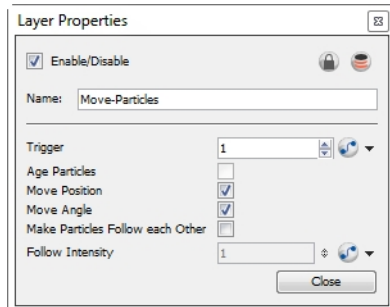 Layer Properties
Enable/Disable
Name: Move-Particles
Trigger 1
Age Particles
Move Position
Move Angle
Make Particles Follow each Other
Follow Intensity 1
Close